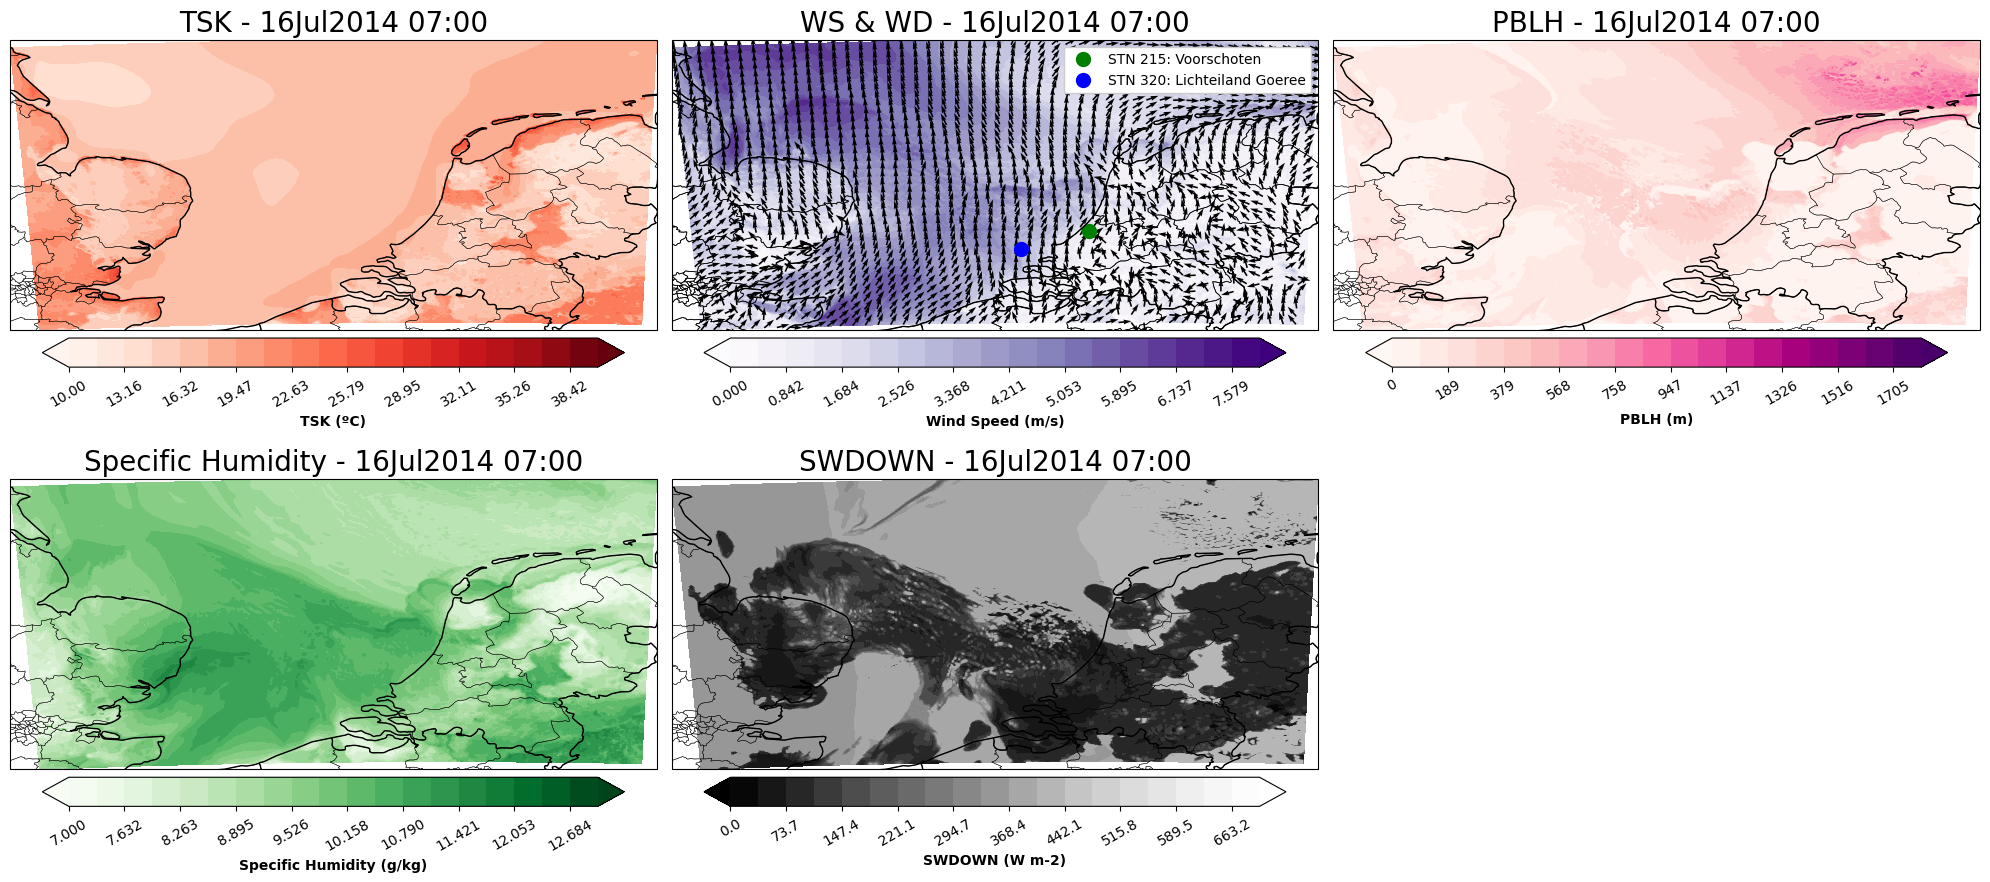 TSK - 16Jul2014 07:00
10.00 13.16 16.32 19.47 22.63 25.79 28.95 32.11 35.26 38.42
TSK (ºC)
WS & WD - 16Jul2014 07:00
STN 215: Voorschoten
STN 320: Lichteiland Goeree
0.000 0.842 1.684 2.526 3.368 4.211 5.053 5.895 6.737 7.579
Wind Speed (m/s)
PBLH - 16Jul2014 07:00
0 189 379 568 758 947 1137 1326 1516 1705
PBLH (m)
Specific Humidity - 16Jul2014 07:00
7.000 7.632 8.263 8.895 9.526 10.158 10.790 11.421 12.053 12.684
Specific Humidity (g/kg)
SWDOWN - 16Jul2014 07:00
0.0 73.7 147.4 221.1 294.7 368.4 442.1 515.8 589.5 663.2
SWDOWN (W m-2)